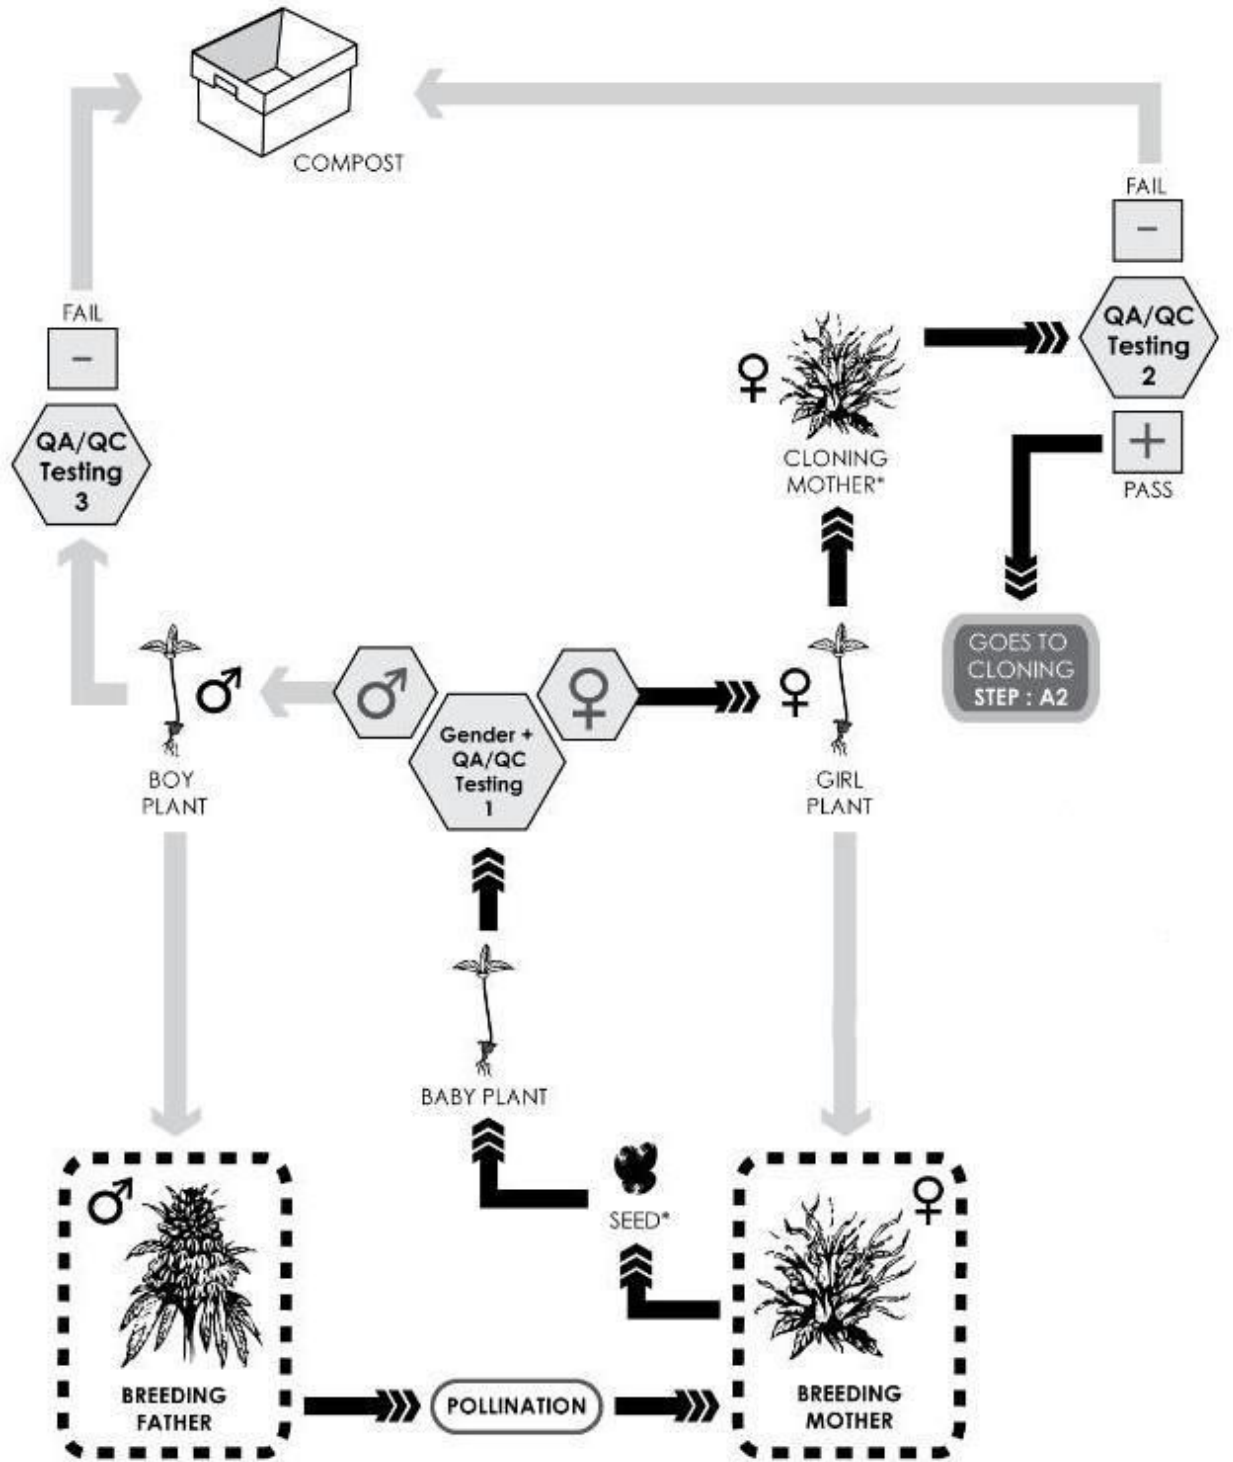 COMPOST
FAIL
−
QA/QC
Testing
2
+
PASS
FAIL
−
QA/QC
Testing
3
CLONING
MOTHER*
GOES TO
CLONING
STEP : A2
Gender +
QA/QC
Testing
1
BOY
PLANT
GIRL
PLANT
BABY PLANT
SEED*
BREEDING
FATHER
POLLINATION
BREEDING
MOTHER